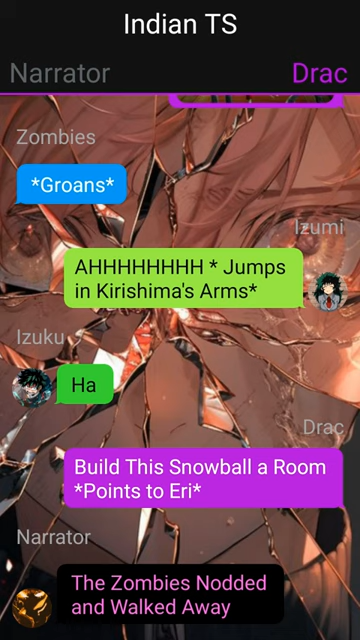 Indian TS
Narrator
Drac
Zombies
*Groans*
Izumi
AHHHHHHHH * Jumps
in Kirishima's Arms*
Izuku
Ha
Drac
Build This Snowball a Room
*Points to Eri*
Narrator
The Zombies Nodded
and Walked Away